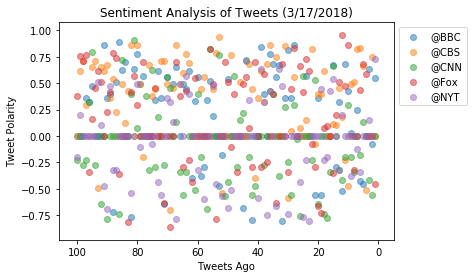 Sentiment Analysis of Tweets (3/17/2018)
1.00
0.75
0.50
0.25
0.00
−0.25
−0.50
−0.75
Tweet Polarity
100
80
60
40
20
0
Tweets Ago
@BBC
@CBS
@CNN
@Fox
@NYT